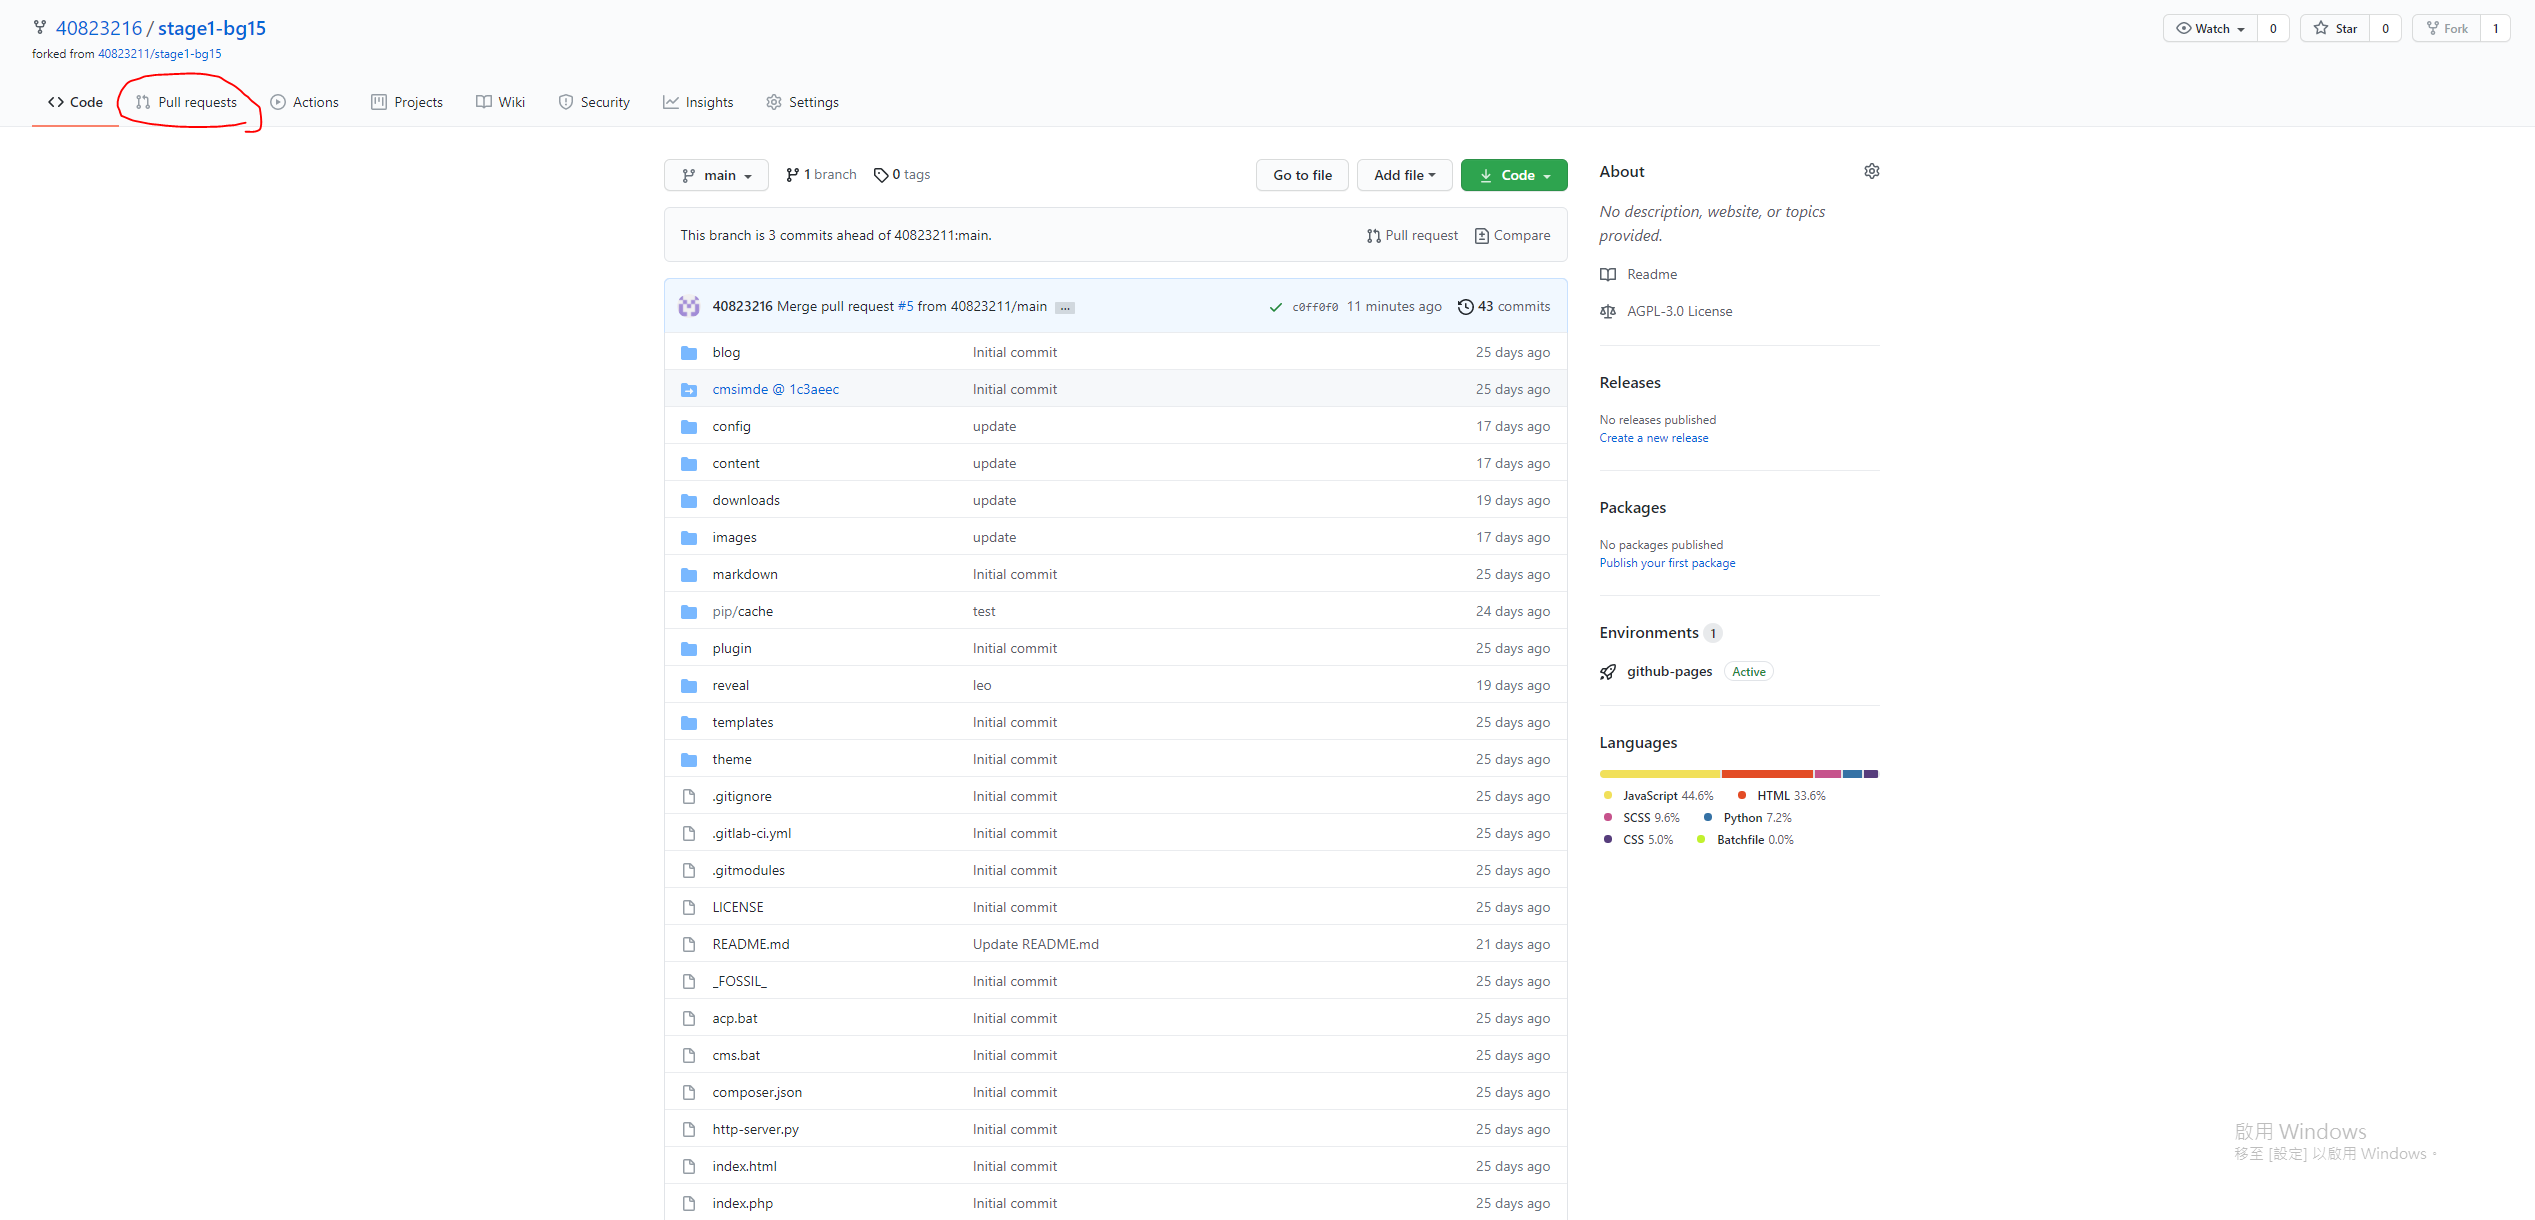 40823216 / stage1-bg15
forked from 40823211/stage1-bg15
Watch 0 Star 0 Fork 1
Code Pull requests Actions Projects Wiki Security Insights Settings
main 1 branch 0 tags Go to file Add file Code
This branch is 3 commits ahead of 40823211:main. Pull request Compare
40823216 Merge pull request #5 from 40823211/main ... c0ff0f0 11 minutes ago 43 commits
blog Initial commit 25 days ago
cmsimde @ 1c3aeec Initial commit 25 days ago
config update 17 days ago
content update 17 days ago
downloads update 19 days ago
images update 17 days ago
markdown Initial commit 25 days ago
pip/cache test 24 days ago
plugin Initial commit 25 days ago
reveal leo 19 days ago
templates Initial commit 25 days ago
theme Initial commit 25 days ago
.gitignore Initial commit 25 days ago
.gitlab-ci.yml Initial commit 25 days ago
.gitmodules Initial commit 25 days ago
LICENSE Initial commit 25 days ago
README.md Update README.md 21 days ago
_FOSSIL_ Initial commit 25 days ago
acp.bat Initial commit 25 days ago
cms.bat Initial commit 25 days ago
composer.json Initial commit 25 days ago
http-server.py Initial commit 25 days ago
index.html Initial commit 25 days ago
index.php Initial commit 25 days ago
About
No description, website, or topics
provided.
Readme
AGPL-3.0 License
Releases
No releases published
Create a new release
Packages
No packages published
Publish your first package
Environments 1
github-pages Active
Languages
JavaScript 44.6% HTML 33.6%
SCSS 9.6% Python 7.2%
CSS 5.0% Batchfile 0.0%
啟用 Windows
移至 [設定] 以啟用 Windows。